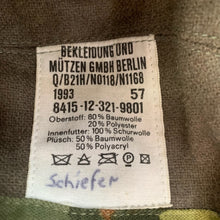 BEKLEIDUNG UND
MÜTZEN GMBH BERLIN
Q/B21H/N0118/N1168
1993 57
8415-12-321-9801
Oberstoff: 80% Baumwolle
20% Polyester
Innenfutter: 100% Schurwolle
Plüsch: 50% Baumwolle
50% Polyacryl
Schiefer